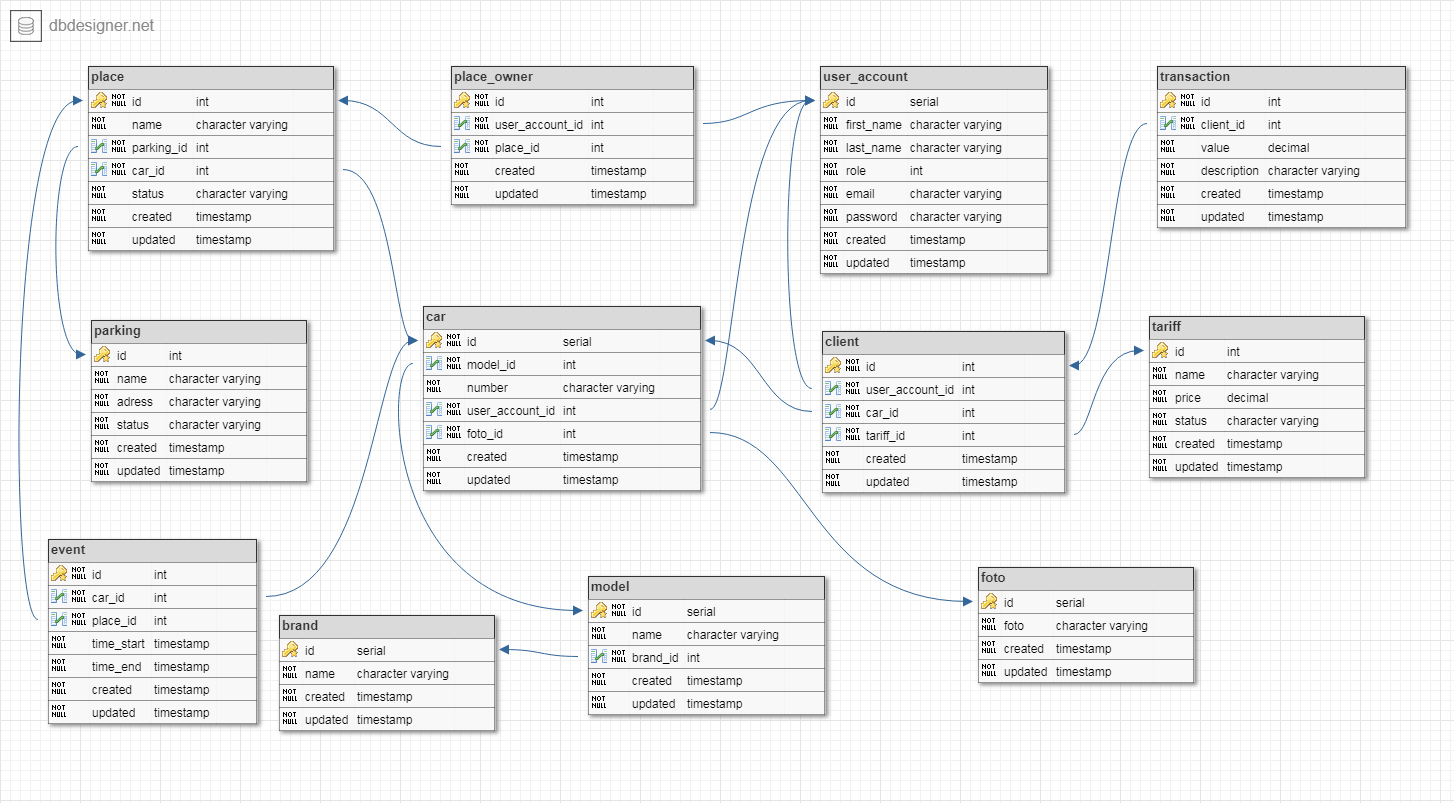 dbdesigner.net
place
NOT NULL id int
NOT NULL name character varying
NOT NULL parking_id int
NOT NULL car_id int
NOT NULL status character varying
NOT NULL created timestamp
NOT NULL updated timestamp
place_owner
NOT NULL id int
NOT NULL user_account_id int
NOT NULL place_id int
NOT NULL created timestamp
NOT NULL updated timestamp
user_account
id serial
NOT NULL first_name character varying
NOT NULL last_name character varying
NOT NULL role int
NOT NULL email character varying
NOT NULL password character varying
NOT NULL created timestamp
NOT NULL updated timestamp
transaction
NOT NULL id int
NOT NULL client_id int
NOT NULL value decimal
NOT NULL description character varying
NOT NULL created timestamp
NOT NULL updated timestamp
parking
id int
NOT NULL name character varying
NOT NULL adress character varying
NOT NULL status character varying
NOT NULL created timestamp
NOT NULL updated timestamp
car
NOT NULL id serial
NOT NULL model_id int
NOT NULL number character varying
NOT NULL user_account_id int
NOT NULL foto_id int
NOT NULL created timestamp
NOT NULL updated timestamp
client
NOT NULL id int
NOT NULL user_account_id int
NOT NULL car_id int
NOT NULL tariff_id int
NOT NULL created timestamp
NOT NULL updated timestamp
tariff
id int
NOT NULL name character varying
NOT NULL price decimal
NOT NULL status character varying
NOT NULL created timestamp
NOT NULL updated timestamp
event
NOT NULL id int
NOT NULL car_id int
NOT NULL place_id int
NOT NULL time_start timestamp
NOT NULL time_end timestamp
NOT NULL created timestamp
NOT NULL updated timestamp
brand
id serial
NOT NULL name character varying
NOT NULL created timestamp
NOT NULL updated timestamp
model
NOT NULL id serial
NOT NULL name character varying
NOT NULL brand_id int
NOT NULL created timestamp
NOT NULL updated timestamp
foto
id serial
NOT NULL foto character varying
NOT NULL created timestamp
NOT NULL updated timestamp